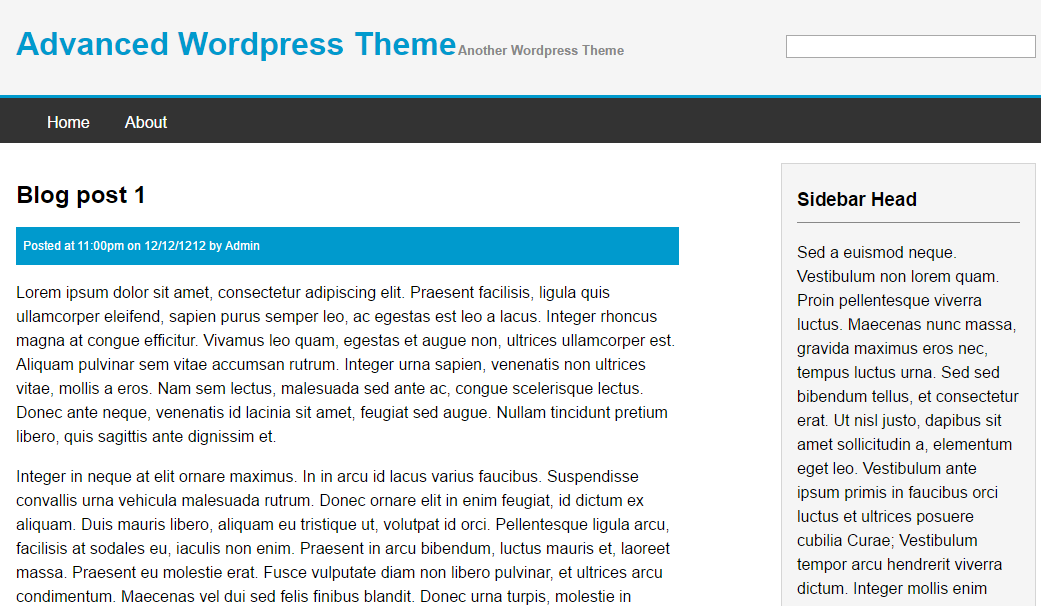 Advanced Wordpress Theme Another Wordpress Theme
Home About
Blog post 1
Posted at 11:00pm on 12/12/1212 by Admin
Lorem ipsum dolor sit amet, consectetur adipiscing elit. Praesent facilisis, ligula quis
ullamcorper eleifend, sapien purus semper leo, ac egestas est leo a lacus. Integer rhoncus
magna at congue efficitur. Vivamus leo quam, egestas et augue non, ultrices ullamcorper est.
Aliquam pulvinar sem vitae accumsan rutrum. Integer urna sapien, venenatis non ultrices
vitae, mollis a eros. Nam sem lectus, malesuada sed ante ac, congue scelerisque lectus.
Donec ante neque, venenatis id lacinia sit amet, feugiat sed augue. Nullam tincidunt pretium
libero, quis sagittis ante dignissim et.
Integer in neque at elit ornare maximus. In in arcu id lacus varius faucibus. Suspendisse
convallis urna vehicula malesuada rutrum. Donec ornare elit in enim feugiat, id dictum ex
aliquam. Duis mauris libero, aliquam eu tristique ut, volutpat id orci. Pellentesque ligula arcu,
facilisis at sodales eu, iaculis non enim. Praesent in arcu bibendum, luctus mauris et, laoreet
massa. Praesent eu molestie erat. Fusce vulputate diam non libero pulvinar, et ultrices arcu
condimentum. Maecenas vel dui sed felis finibus blandit. Donec urna turpis, molestie in
Sidebar Head
Sed a euismod neque.
Vestibulum non lorem quam.
Proin pellentesque viverra
luctus. Maecenas nunc massa,
gravida maximus eros nec,
tempus luctus urna. Sed sed
bibendum tellus, et consectetur
erat. Ut nisl justo, dapibus sit
amet sollicitudin a, elementum
eget leo. Vestibulum ante
ipsum primis in faucibus orci
luctus et ultrices posuere
cubilia Curae; Vestibulum
tempor arcu hendrerit viverra
dictum. Integer mollis enim